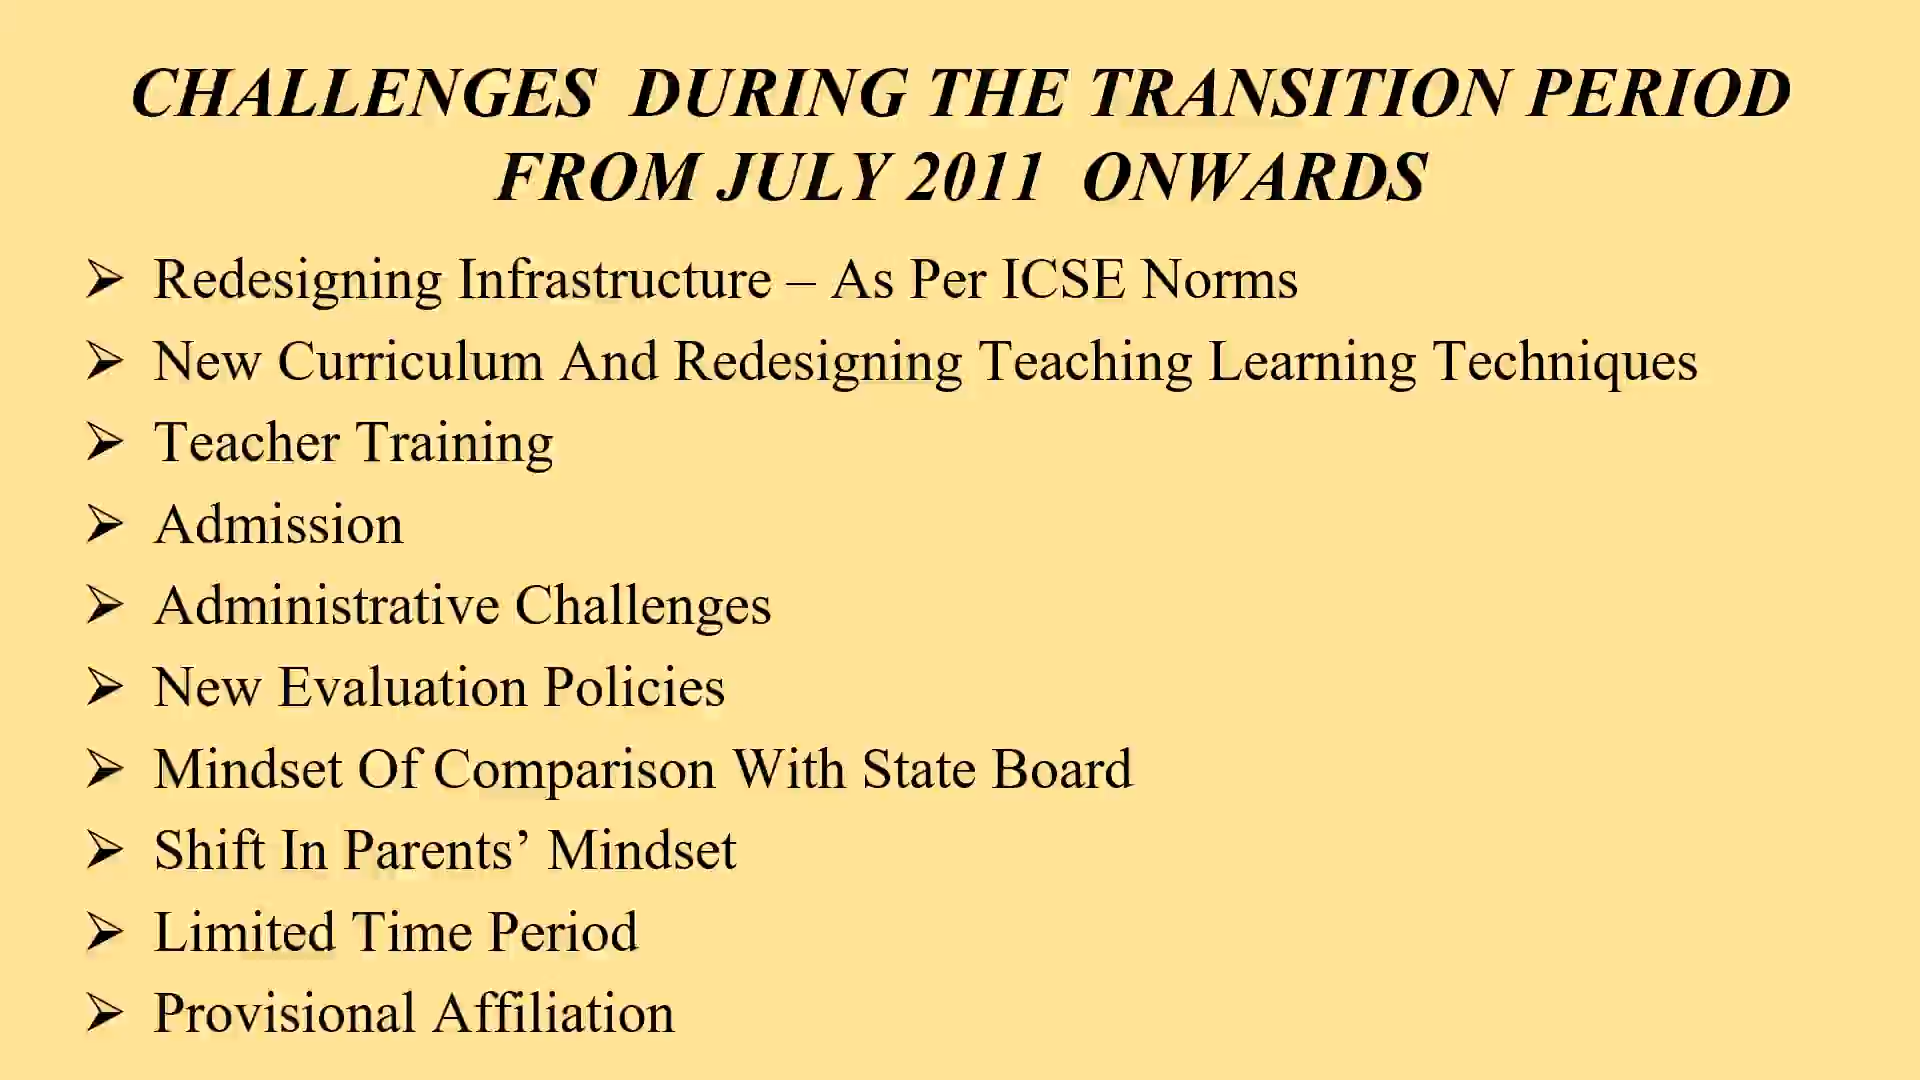 CHALLENGES DURING THE TRANSITION PERIOD
FROM JULY 2011 ONWARDS
➢ Redesigning Infrastructure – As Per ICSE Norms
➢ New Curriculum And Redesigning Teaching Learning Techniques
➢ Teacher Training
➢ Admission
➢ Administrative Challenges
➢ New Evaluation Policies
➢ Mindset Of Comparison With State Board
➢ Shift In Parents’ Mindset
➢ Limited Time Period
➢ Provisional Affiliation